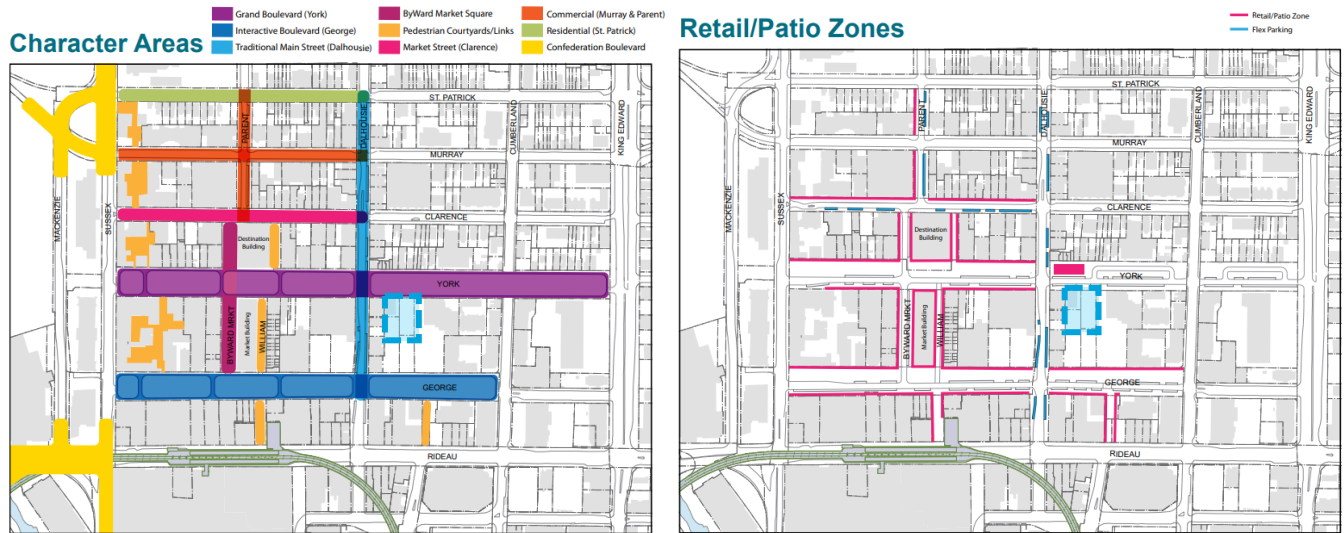 Character Areas
Grand Boulevard (York)
Interactive Boulevard (George)
Traditional Main Street (Dalhousie)
ByWard Market Square
Pedestrian Courtyards/Links
Market Street (Clarence)
Commercial (Murray & Parent)
Residential (St. Patrick)
Confederation Boulevard
ST. PATRICK
PARENT
DALHOUSIE
CUMBERLAND
KING EDWARD
MURRAY
MACKENZIE
SUSSEX
CLARENCE
Destination
Building
YORK
BYWARD MRKT
Market Building
WILLIAM
GEORGE
RIDEAU
Retail/Patio Zones
Retail/Patio Zone
Flex Parking
ST. PATRICK
PARENT
DALHOUSIE
CUMBERLAND
KING EDWARD
MURRAY
MACKENZIE
SUSSEX
CLARENCE
Destination
Building
YORK
BYWARD MRKT
Market Building
WILLIAM
GEORGE
RIDEAU